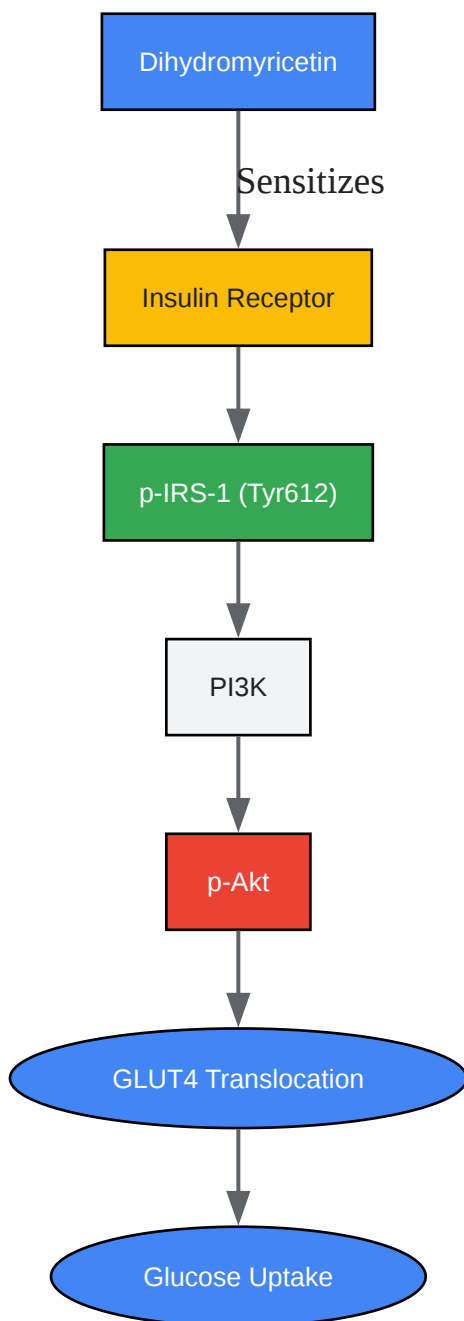 Dihydromyricetin
Sensitizes
Insulin Receptor
p-IRS-1 (Tyr612)
PI3K
p-Akt
GLUT4 Translocation
Glucose Uptake